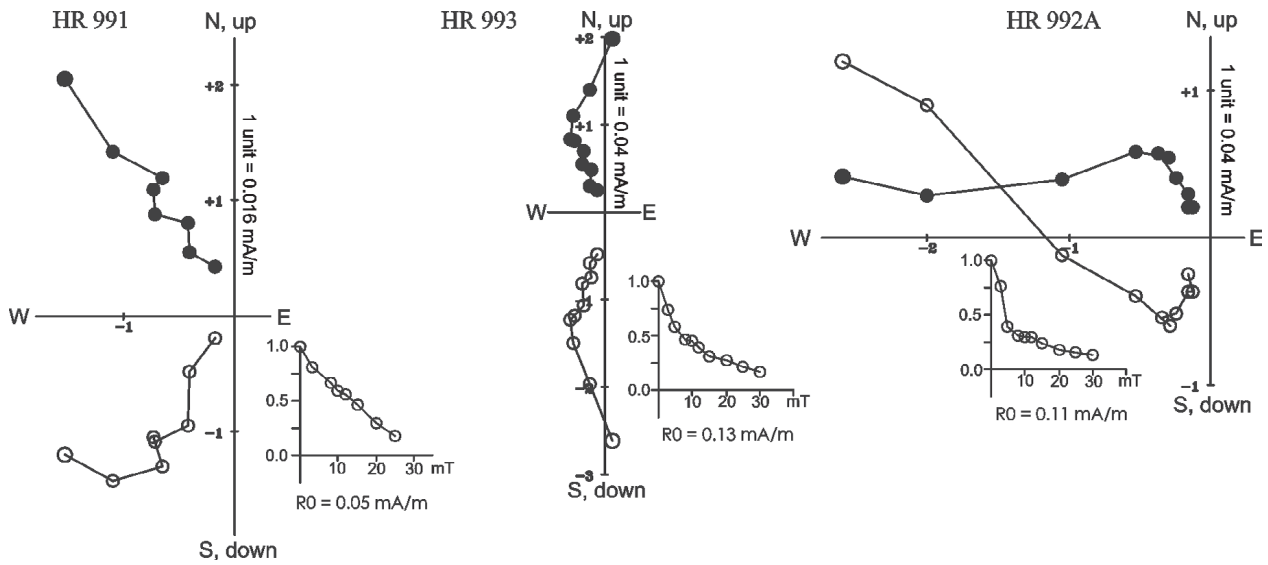 HR 991
N, up
+2
1 unit = 0.016 mA/m
+1
W
E
-1
-1
S, down
1.0
0.5
0.0
10 20 30 mT
R0 = 0.05 mA/m
HR 993
N, up
+2
1 unit = 0.04 mA/m
+1
W
E
-1
-2
-3
S, down
1.0
0.5
0.0
10 20 30 mT
R0 = 0.13 mA/m
HR 992A
N, up
+1
1 unit = 0.04 mA/m
W
E
-2
-1
-1
S, down
1.0
0.5
0.0
10 20 30 mT
R0 = 0.11 mA/m